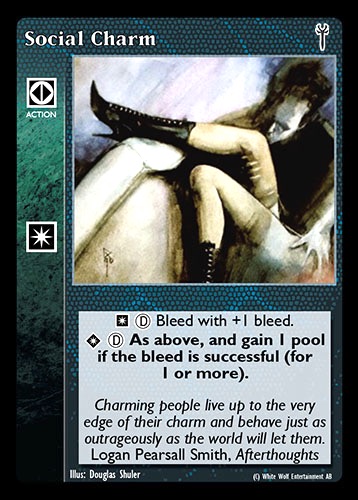 Social Charm
ACTION
D Bleed with +1 bleed.
D As above, and gain 1 pool
if the bleed is successful (for
1 or more).
Charming people live up to the very
edge of their charm and behave just as
outrageously as the world will let them.
Logan Pearsall Smith, Afterthoughts
Illus: Douglas Shuler
(C) White Wolf Entertainment AB